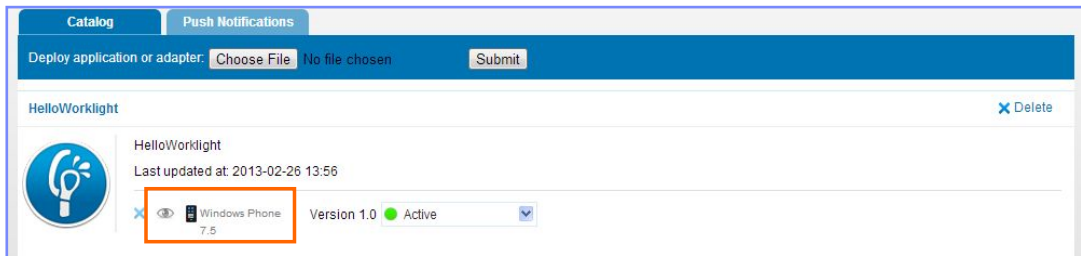 Catalog Push Notifications
Deploy application or adapter: Choose File No file chosen Submit
HelloWorklight Delete
HelloWorklight
Last updated at: 2013-02-26 13:56
Windows Phone Version 1.0 Active
7.5